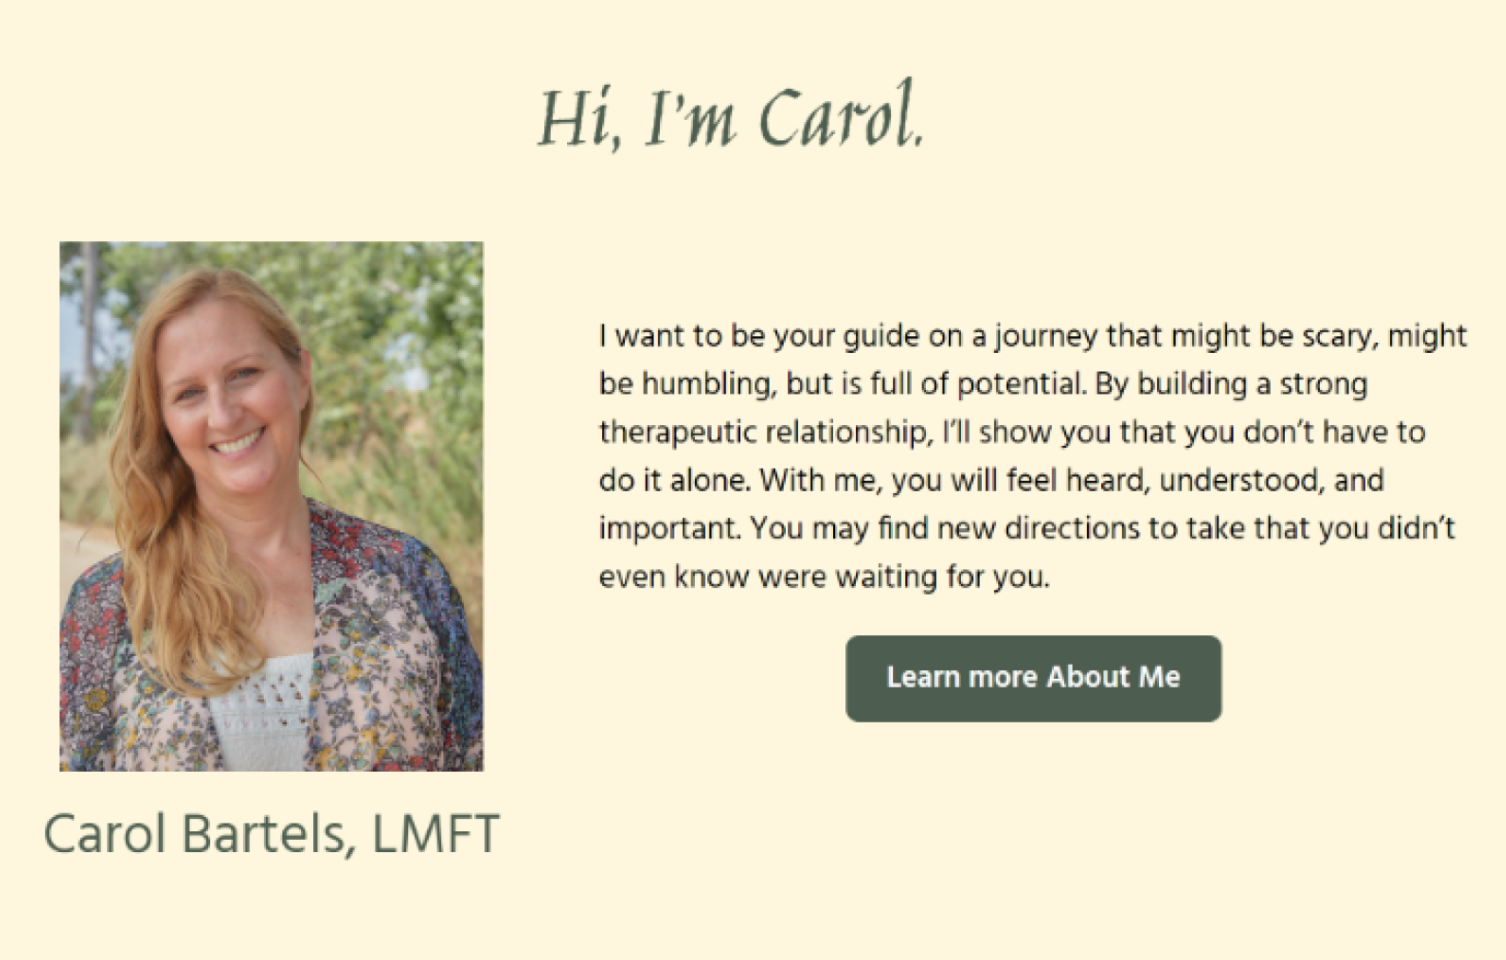 Hi, I'm Carol.
I want to be your guide on a journey that might be scary, might
be humbling, but is full of potential. By building a strong
therapeutic relationship, I’ll show you that you don’t have to
do it alone. With me, you will feel heard, understood, and
important. You may find new directions to take that you didn’t
even know were waiting for you.
Learn more About Me
Carol Bartels, LMFT